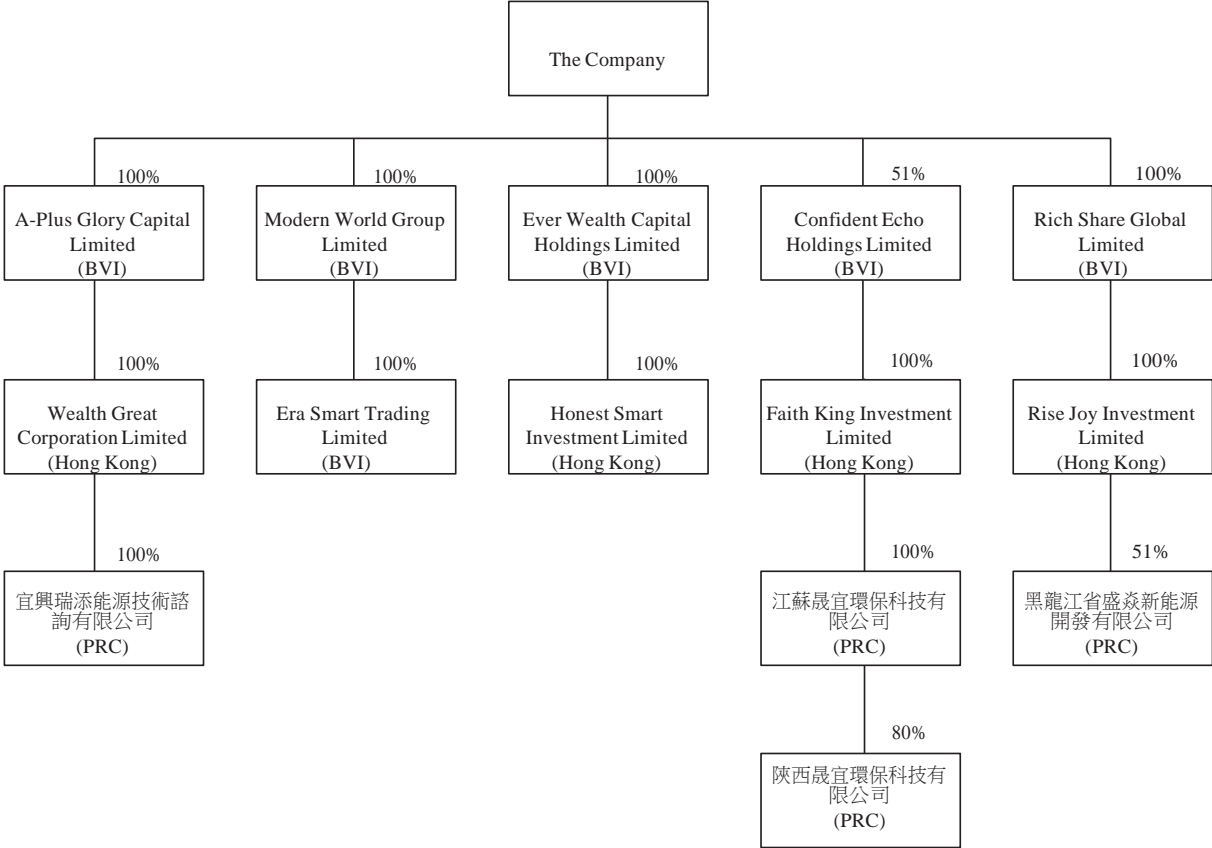 The Company
100%
100%
100%
51%
100%
A-Plus Glory Capital
Limited
(BVI)
Modern World Group
Limited
(BVI)
Ever Wealth Capital
Holdings Limited
(BVI)
Confident Echo
Holdings Limited
(BVI)
Rich Share Global
Limited
(BVI)
100%
100%
100%
100%
100%
Wealth Great
Corporation Limited
(Hong Kong)
Era Smart Trading
Limited
(BVI)
Honest Smart
Investment Limited
(Hong Kong)
Faith King Investment
Limited
(Hong Kong)
Rise Joy Investment
Limited
(Hong Kong)
100%
100%
51%
宜興瑞添能源技術諮
詢有限公司
(PRC)
江蘇晟宜環保科技有
限公司
(PRC)
黑龍江省盛焱新能源
開發有限公司
(PRC)
80%
陝西晟宜環保科技有
限公司
(PRC)